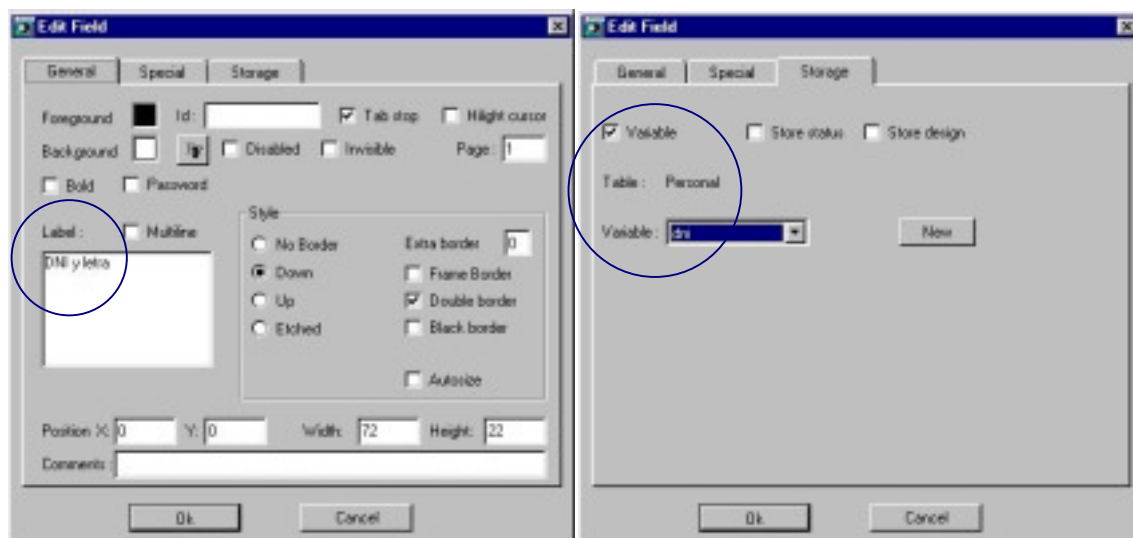 Edit Field
General Special Storage
Foreground Id: Tab stop Hilight cursor
Background Disabled Invisible Page: 1
Bold Password
Label: Multiline
DNI y letra
Style
No Border Extra border 0
Down Frame Border
Up Double border
Etched Black border
Autosize
Position X: 0 Y: 0 Width: 72 Height: 22
Comments:
Ok Cancel
Edit Field
General Special Storage
Variable Store status Store design
Table: Personal
Variable: dni New
Ok Cancel